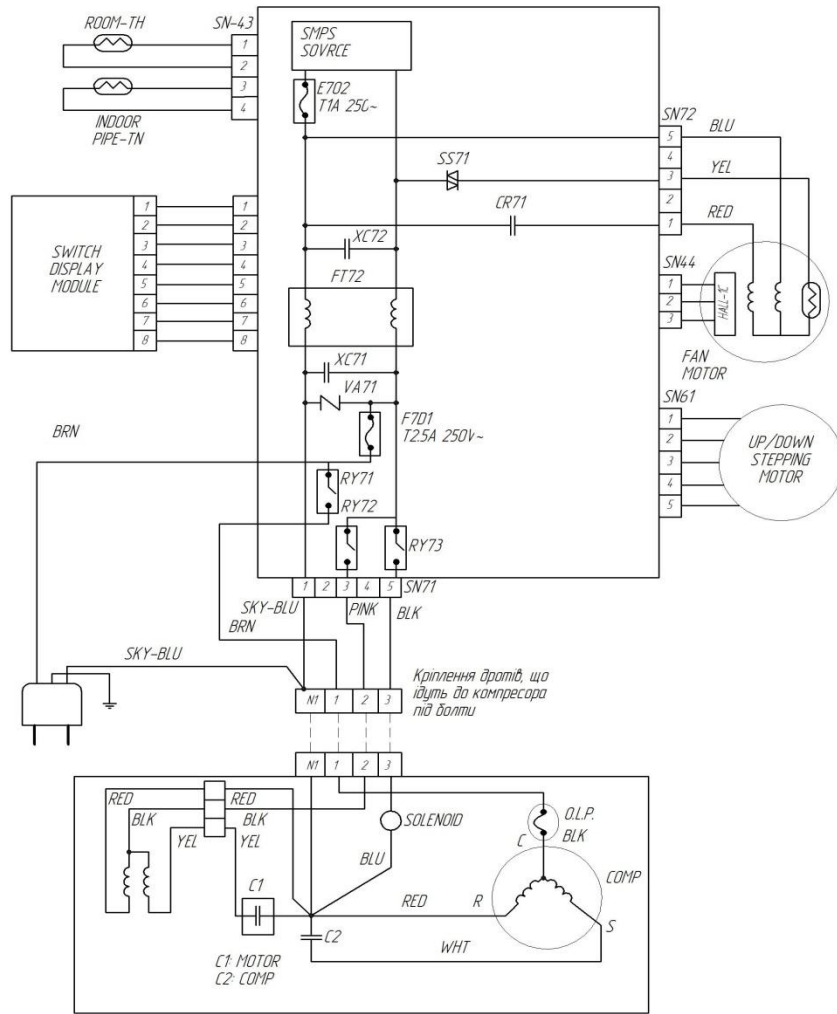 ROOM-TH
SN-43
1
2
3
4
INDOOR
PIPE-TN
SMPS
SOVRCE
E702
T1A 250~
SS71
CR71
XC72
FT72
XC71
VA71
F7D1
T2.5A 250V~
RY71
RY72
RY73
SN72
5
4
3
2
1
BLU
YEL
RED
SN44
1
2
3
HALL-IC
FAN
MOTOR
SN61
1
2
3
4
5
UP/DOWN
STEPPING
MOTOR
SWITCH
DISPLAY
MODULE
1
2
3
4
5
6
7
8
1
2
3
4
5
6
7
8
BRN
1
2
3
4
5
SN71
SKY-BLU
PINK
BLK
BRN
SKY-BLU
N1
1
2
3
Кріплення дротів, що
ідуть до компресора
під болти
N1
1
2
3
RED
RED
BLK
BLK
YEL
YEL
SOLENOID
BLU
O.L.P.
C
BLK
COMP
C1
RED
R
S
C2
WHT
C1: MOTOR
C2: COMP